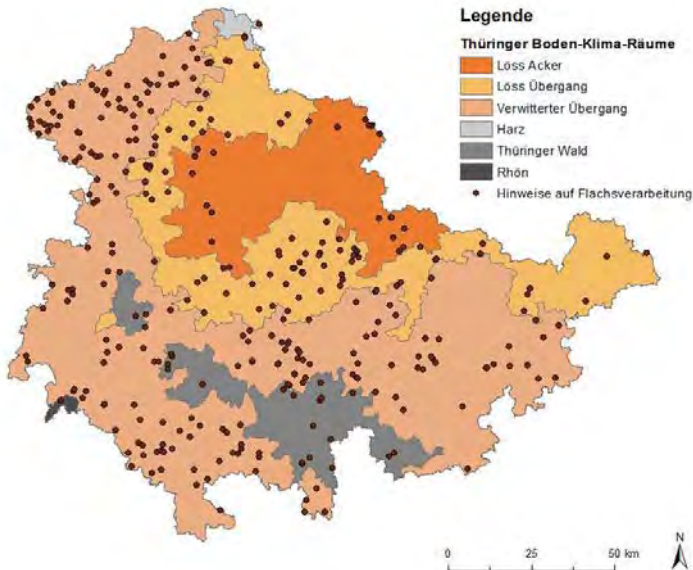 Legende
Thüringer Boden-Klima-Räume
Löss Acker
Löss Übergang
Verwitterter Übergang
Harz
Thüringer Wald
Rhön
Hinweise auf Flachsverarbeitung
N
0 25 50 km